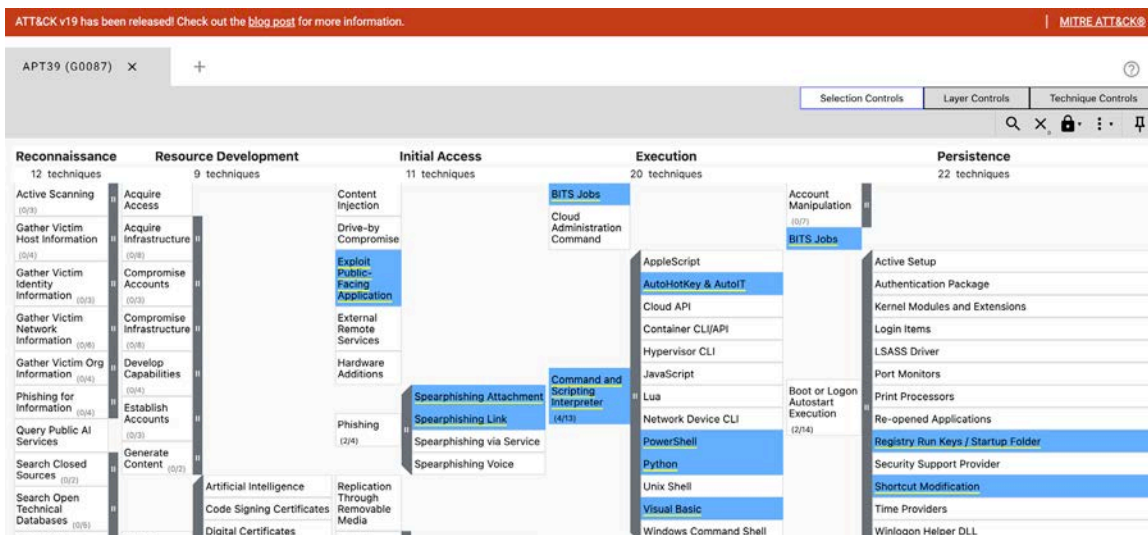 ATT&CK v19 has been released! Check out the blog post for more information.
MITRE ATT&CK®
APT39 (G0087) ×
+
?
Selection Controls
Layer Controls
Technique Controls
Reconnaissance
12 techniques
Active Scanning
(0/3)
Gather Victim
Host Information
(0/4)
Gather Victim
Identity
Information (0/3)
Gather Victim
Network
Information (0/6)
Gather Victim Org
Information (0/4)
Phishing for
Information (0/4)
Query Public AI
Services
Search Closed
Sources (0/2)
Search Open
Technical
Databases (0/5)
Resource Development
9 techniques
Acquire
Access
Acquire
Infrastructure
(0/8)
Compromise
Accounts
(0/3)
Compromise
Infrastructure
(0/8)
Develop
Capabilities
(0/4)
Establish
Accounts
(0/3)
Generate
Content (0/2)
Artificial Intelligence
Code Signing Certificates
Digital Certificates
Initial Access
11 techniques
Content
Injection
Drive-by
Compromise
Exploit
Public-
Facing
Application
External
Remote
Services
Hardware
Additions
Phishing
(2/4)
Replication
Through
Removable
Media
Spearphishing Attachment
Spearphishing Link
Spearphishing via Service
Spearphishing Voice
Execution
20 techniques
BITS Jobs
Cloud
Administration
Command
Command and
Scripting
Interpreter
(4/13)
AppleScript
AutoHotKey & AutoIT
Cloud API
Container CLI/API
Hypervisor CLI
JavaScript
Lua
Network Device CLI
PowerShell
Python
Unix Shell
Visual Basic
Windows Command Shell
Persistence
22 techniques
Account
Manipulation
(0/7)
BITS Jobs
Boot or Logon
Autostart
Execution
(2/14)
Active Setup
Authentication Package
Kernel Modules and Extensions
Login Items
LSASS Driver
Port Monitors
Print Processors
Re-opened Applications
Registry Run Keys / Startup Folder
Security Support Provider
Shortcut Modification
Time Providers
Winlogon Helper DLL